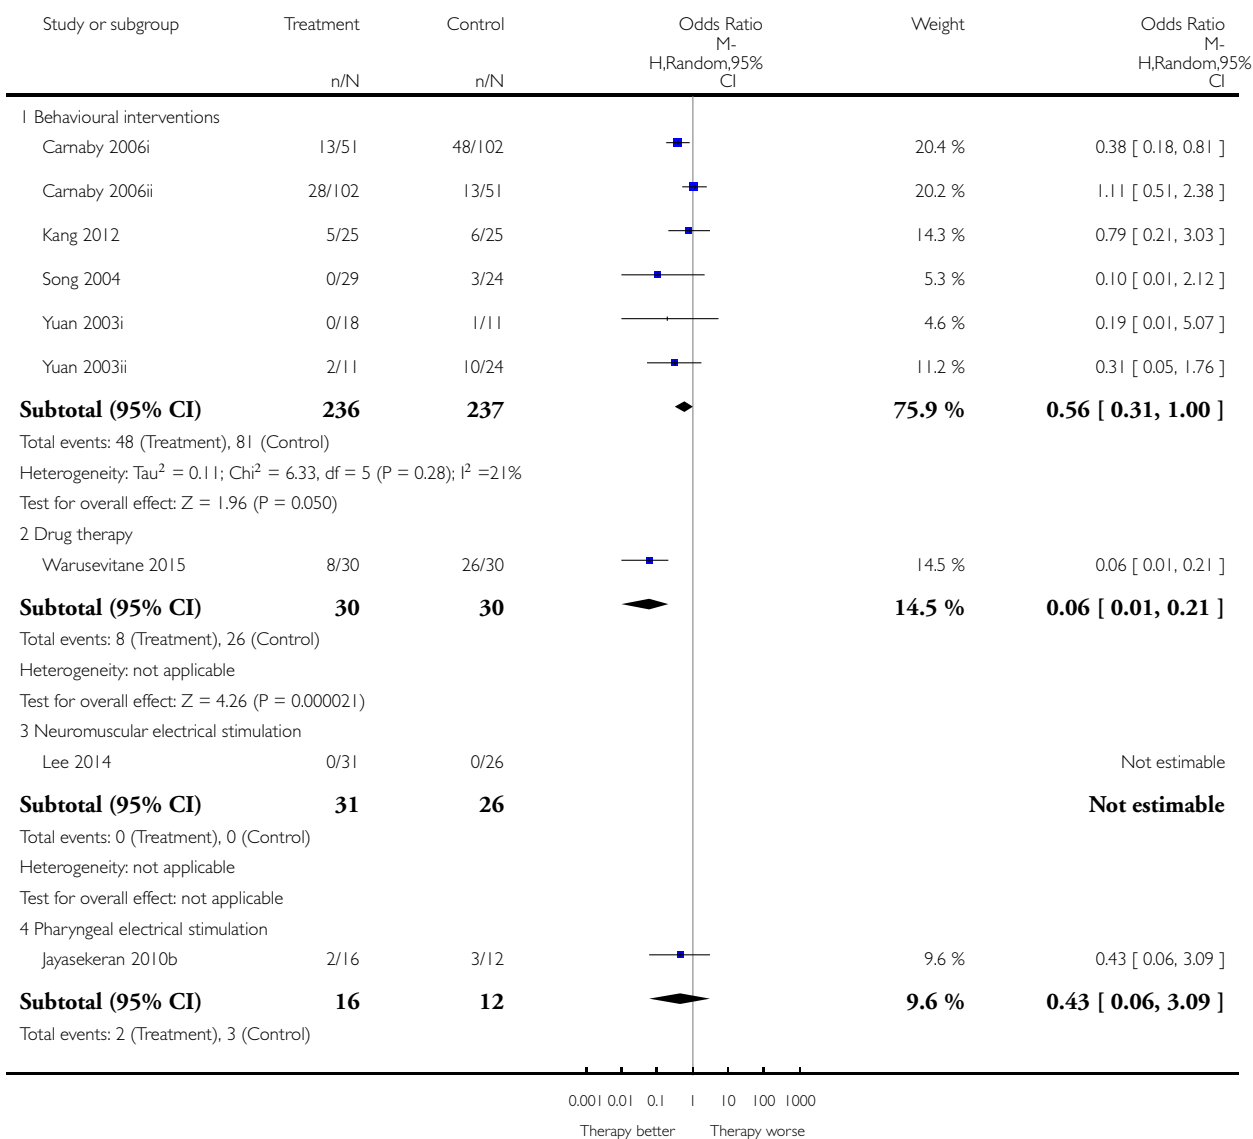 Study or subgroup Treatment Control Odds Ratio Weight Odds Ratio
M- M-
H,Random,95% H,Random,95%
n/N n/N CI CI
1 Behavioural interventions
Carnaby 2006i 13/51 48/102 20.4 % 0.38 [ 0.18, 0.81 ]
Carnaby 2006ii 28/102 13/51 20.2 % 1.11 [ 0.51, 2.38 ]
Kang 2012 5/25 6/25 14.3 % 0.79 [ 0.21, 3.03 ]
Song 2004 0/29 3/24 5.3 % 0.10 [ 0.01, 2.12 ]
Yuan 2003i 0/18 1/11 4.6 % 0.19 [ 0.01, 5.07 ]
Yuan 2003ii 2/11 10/24 11.2 % 0.31 [ 0.05, 1.76 ]
Subtotal (95% CI) 236 237 75.9 % 0.56 [ 0.31, 1.00 ]
Total events: 48 (Treatment), 81 (Control)
Heterogeneity: Tau² = 0.11; Chi² = 6.33, df = 5 (P = 0.28); I² =21%
Test for overall effect: Z = 1.96 (P = 0.050)
2 Drug therapy
Warusevitane 2015 8/30 26/30 14.5 % 0.06 [ 0.01, 0.21 ]
Subtotal (95% CI) 30 30 14.5 % 0.06 [ 0.01, 0.21 ]
Total events: 8 (Treatment), 26 (Control)
Heterogeneity: not applicable
Test for overall effect: Z = 4.26 (P = 0.000021)
3 Neuromuscular electrical stimulation
Lee 2014 0/31 0/26 Not estimable
Subtotal (95% CI) 31 26 Not estimable
Total events: 0 (Treatment), 0 (Control)
Heterogeneity: not applicable
Test for overall effect: not applicable
4 Pharyngeal electrical stimulation
Jayasekeran 2010b 2/16 3/12 9.6 % 0.43 [ 0.06, 3.09 ]
Subtotal (95% CI) 16 12 9.6 % 0.43 [ 0.06, 3.09 ]
Total events: 2 (Treatment), 3 (Control)
0.001 0.01 0.1 1 10 100 1000
Therapy better Therapy worse